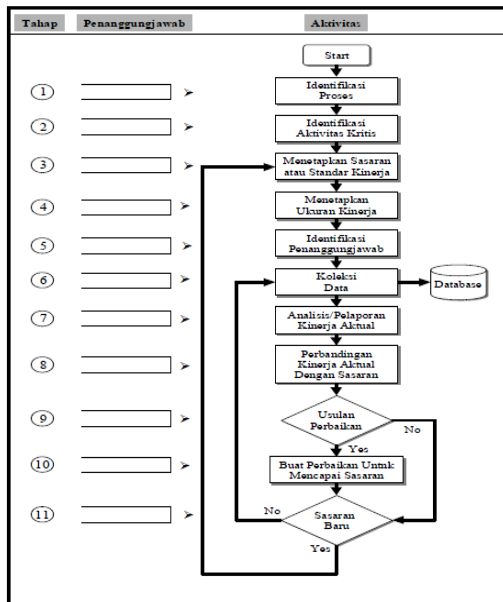 Tahap Penanggungjawab Aktivitas
Start
1 Identifikasi
Proses
2 Identifikasi
Aktivitas Kritis
3 Menetapkan Sasaran
atau Standar Kinerja
4 Menetapkan
Ukuran Kinerja
5 Identifikasi
Penanggungjawab
6 Koleksi
Data
Database
7 Analisis/Pelaporan
Kinerja Aktual
8 Perbandingan
Kinerja Aktual
Dengan Sasaran
9 Usulan
Perbaikan
No
Yes
10 Buat Perbaikan Untnk
Mencapai Sasaran
No
11 Sasaran
Baru
Yes